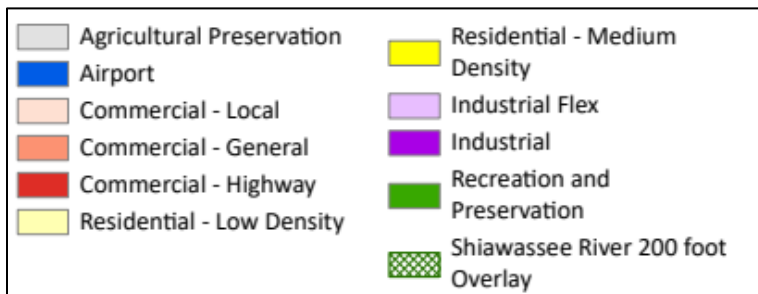 Agricultural Preservation
Airport
Commercial - Local
Commercial - General
Commercial - Highway
Residential - Low Density
Residential - Medium
Density
Industrial Flex
Industrial
Recreation and
Preservation
Shiawassee River 200 foot
Overlay